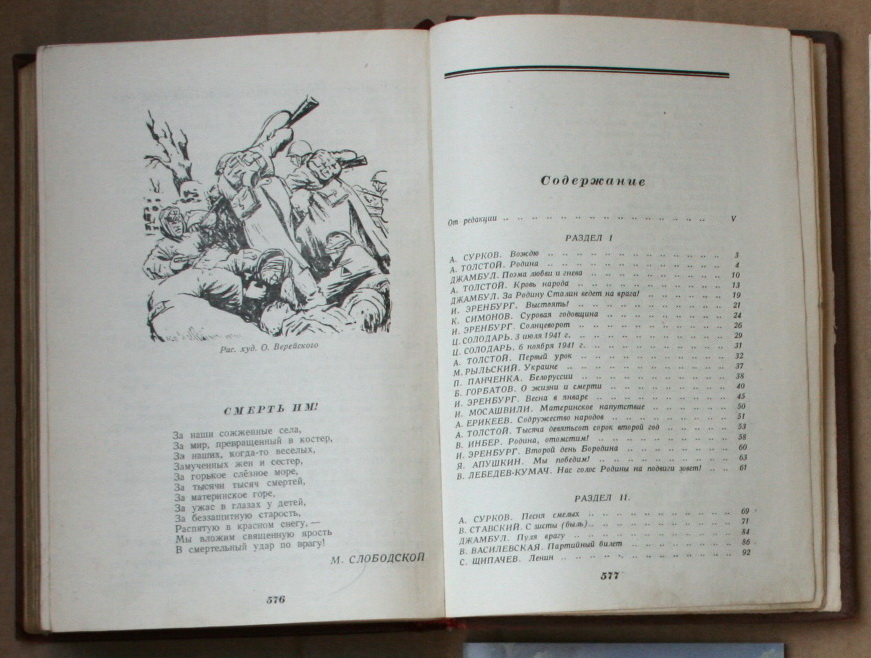 Рис. худ. О. Верейского
СМЕРТЬ ИМ!
За наши сожженные села,
За мир, превращенный в костер,
За наших, когда-то веселых,
Замученных жен и сестер,
За горькое слёзное море,
За тысячи тысяч смертей,
За материнское горе,
За ужас в глазах у детей,
За беззащитную старость,
Распятую в красном снегу, —
Мы вложим священную ярость
В смертельный удар по врагу!
М. СЛОБОДСКОЙ
576
Содержание
От редакции .. .. .. .. .. .. .. .. .. .. .. .. .. V
РАЗДЕЛ I
А. СУРКОВ. Вождю .. .. .. .. .. .. .. .. .. .. 3
А. ТОЛСТОЙ. Родина .. .. .. .. .. .. .. .. .. .. 4
ДЖАМБУЛ. Поэма любви и гнева .. .. .. .. .. .. .. 10
А. ТОЛСТОЙ. Кровь народа .. .. .. .. .. .. .. .. 13
ДЖАМБУЛ. За Родину Сталин ведет на врага! .. .. .. .. 19
И. ЭРЕНБУРГ. Выстоять! .. .. .. .. .. .. .. .. 21
К. СИМОНОВ. Суровая годовщина .. .. .. .. .. .. .. 24
И. ЭРЕНБУРГ. Солнцеворот .. .. .. .. .. .. .. .. 26
Ц. СОЛОДАРЬ. 3 июля 1941 г. .. .. .. .. .. .. .. 29
Ц. СОЛОДАРЬ. 6 ноября 1941 г. .. .. .. .. .. .. .. 31
А. ТОЛСТОЙ. Первый урок .. .. .. .. .. .. .. .. 32
М. РЫЛЬСКИЙ. Украине .. .. .. .. .. .. .. .. 37
П. ПАНЧЕНКА. Белоруссии .. .. .. .. .. .. .. .. 38
Б. ГОРБАТОВ. О жизни и смерти .. .. .. .. .. .. .. 40
И. ЭРЕНБУРГ. Весна в январе .. .. .. .. .. .. .. 45
И. МОСАШВИЛИ. Материнское напутствие .. .. .. .. .. 50
А. ЕРИКЕЕВ. Содружество народов .. .. .. .. .. .. 51
А. ТОЛСТОЙ. Тысяча девятьсот сорок второй год .. .. .. .. 53
В. ИНБЕР. Родина, отомстим! .. .. .. .. .. .. .. 58
И. ЭРЕНБУРГ. Второй день Бородина .. .. .. .. .. .. 60
Я. АПУШКИН. Мы победим! .. .. .. .. .. .. .. 63
В. ЛЕБЕДЕВ-КУМАЧ. Нас голос Родины на подвиги зовет! .. .. 61
РАЗДЕЛ II.
А. СУРКОВ. Песня смелых .. .. .. .. .. .. .. .. 69
В. СТАВСКИЙ. С (быль) .. .. .. .. .. .. .. .. 71
ДЖАМБУЛ. Пуля врагу .. .. .. .. .. .. .. .. 84
В. ВАСИЛЕВСКАЯ. Партийный билет .. .. .. .. .. .. 86
С. ЩИПАЧЕВ. Ленин .. .. .. .. .. .. .. .. 92
577